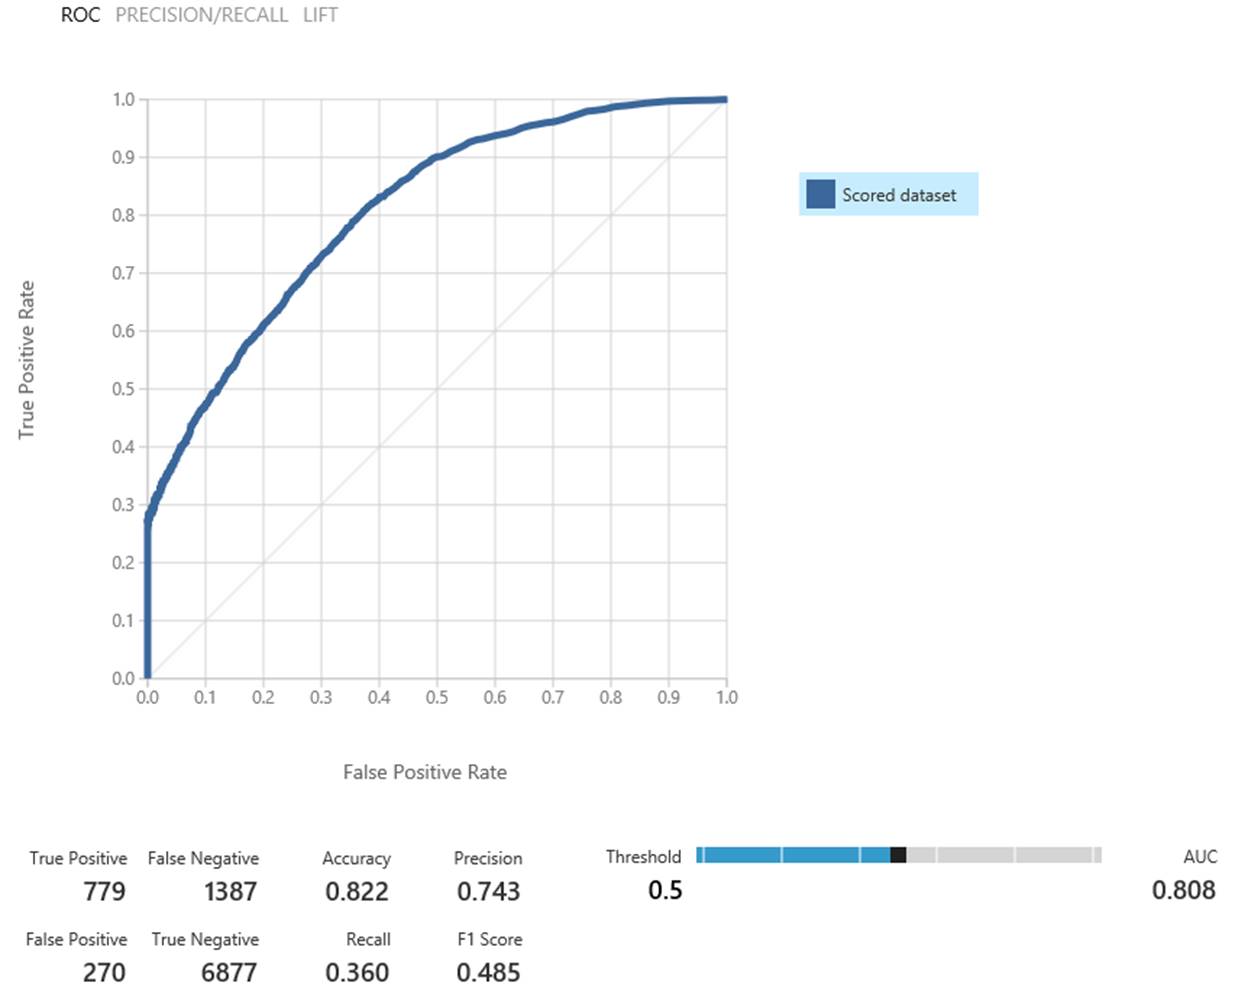 ROC PRECISION/RECALL LIFT
1.0
0.9
0.8
0.7
0.6
0.5
0.4
0.3
0.2
0.1
0.0
True Positive Rate
0.0 0.1 0.2 0.3 0.4 0.5 0.6 0.7 0.8 0.9 1.0
False Positive Rate
Scored dataset
True Positive False Negative Accuracy Precision Threshold AUC
779 1387 0.822 0.743 0.5 0.808
False Positive True Negative Recall F1 Score
270 6877 0.360 0.485